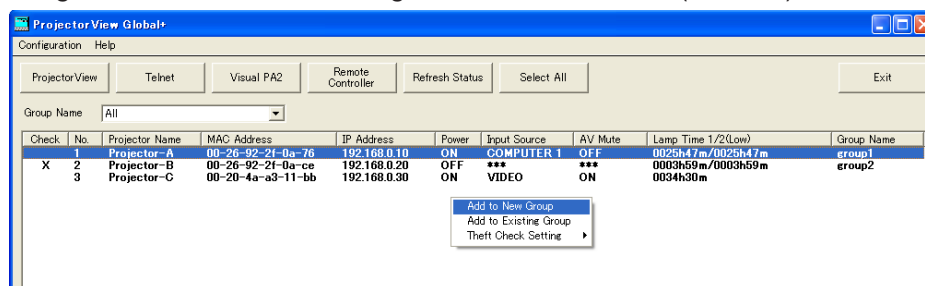 ProjectorView Global+
Configuration Help
ProjectorView Telnet Visual PA2 Remote Controller Refresh Status Select All Exit
Group Name All
Check No. Projector Name MAC Address IP Address Power Input Source AV Mute Lamp Time 1/2(Low) Group Name
1 Projector-A 00-26-92-2f-0a-76 192.168.0.10 ON COMPUTER 1 OFF 0025h47m/0025h47m group1
X 2 Projector-B 00-26-92-2f-0a-ce 192.168.0.20 OFF *** *** 0003h59m/0003h59m group2
3 Projector-C 00-20-4a-a3-11-bb 192.168.0.30 ON VIDEO ON 0034h30m
Add to New Group
Add to Existing Group
Theft Check Setting